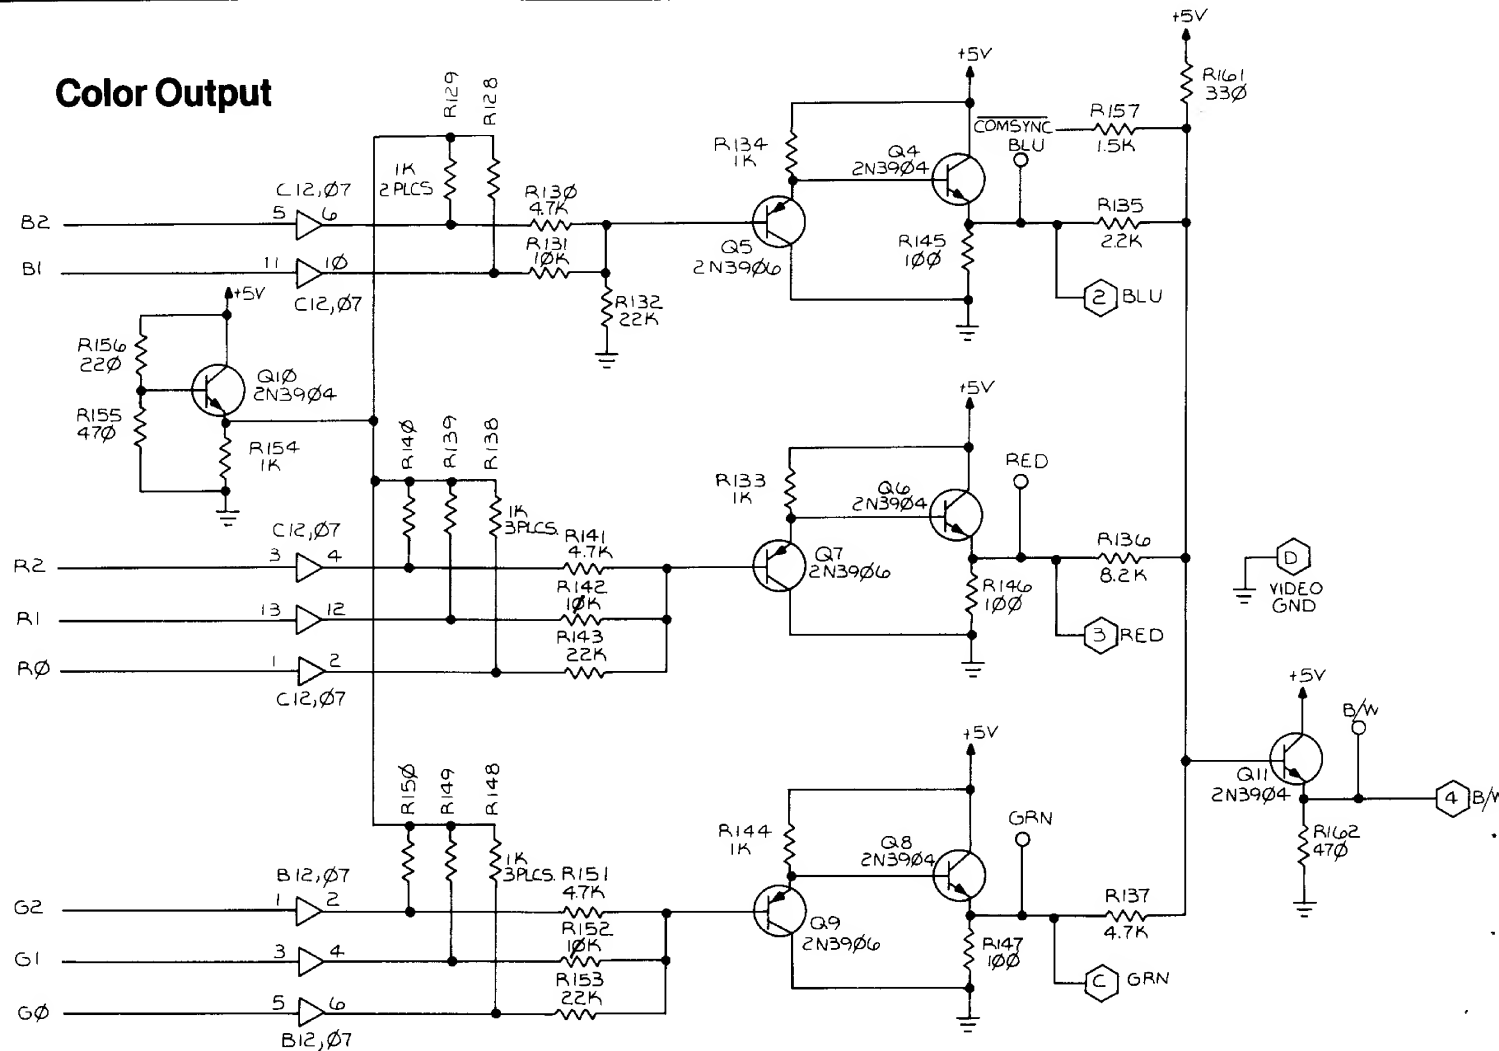 Color Output
R129
R128
1K
2 PLCS
B2
5
C12,Ø7
6
R13Ø
4.7K
B1
11
10
C12,Ø7
R131
10K
R132
22K
+5V
R134
1K
Q5
2N39Ø6
Q4
2N39Ø4
R145
100
COMSYNC
BLU
+5V
R161
33Ø
R157
1.5K
R135
2.2K
2
BLU
+5V
R156
22Ø
R155
47Ø
Q1Ø
2N39Ø4
R154
1K
R14Ø
R139
R138
1K
3PLCS.
C12,Ø7
R2
3
4
R141
4.7K
R1
13
12
R142
1ØK
RØ
1
2
C12,Ø7
R143
22K
+5V
R133
1K
Q7
2N39Ø6
Q6
2N39Ø4
R146
1ØØ
RED
R136
8.2K
3
RED
D
VIDEO
GND
R15Ø
R149
R148
1K
3PLCS.
B12,Ø7
G2
1
2
R151
4.7K
G1
3
4
R152
1ØK
GØ
5
6
B12,Ø7
R153
22K
+5V
R144
1K
Q9
2N39Ø6
Q8
2N39Ø4
R147
1ØØ
GRN
R137
4.7K
C
GRN
+5V
Q11
2N39Ø4
R162
47Ø
B/W
4
B/W